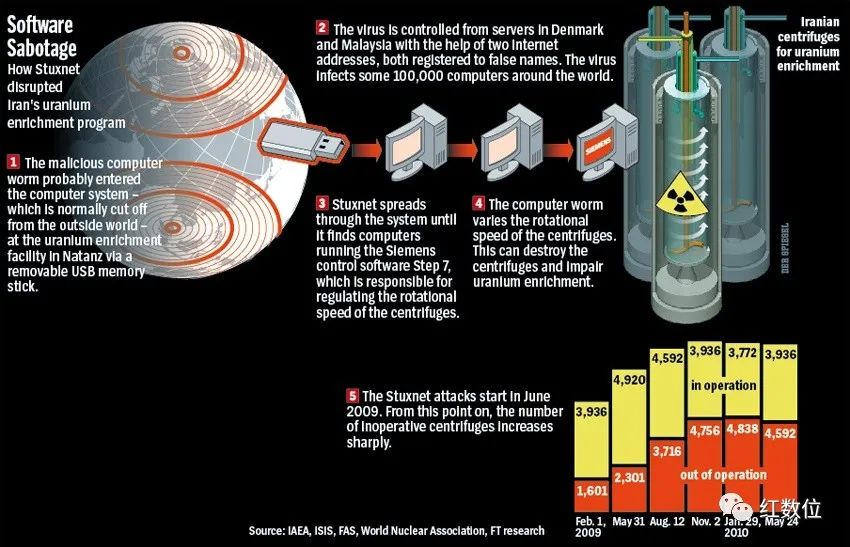 Software
Sabotage
How Stuxnet
disrupted
Iran's uranium
enrichment program
1 The malicious computer
worm probably entered
the computer system –
which is normally cut off
from the outside world –
at the uranium enrichment
facility in Natanz via a
removable USB memory
stick.
2 The virus is controlled from servers in Denmark
and Malaysia with the help of two Internet
addresses, both registered to false names. The virus
infects some 100,000 computers around the world.
Iranian
centrifuges
for uranium
enrichment
SIEMENS
3 Stuxnet spreads
through the system until
it finds computers
running the Siemens
control software Step 7,
which is responsible for
regulating the rotational
speed of the centrifuges.
4 The computer worm
varies the rotational
speed of the centrifuges.
This can destroy the
centrifuges and impair
uranium enrichment.
DER SPIEGEL
5 The Stuxnet attacks start in June
2009. From this point on, the number
of inoperative centrifuges increases
sharply.
3,936 4,920 4,592 3,936 3,772 3,936
in operation
1,601 2,301 3,716 4,756 4,838 4,592
out of operation
Feb. 1, May 31 Aug. 12 Nov. 2 Jan. 29, May 24
2009 2010
红数位
Source: IAEA, ISIS, FAS, World Nuclear Association, FT research